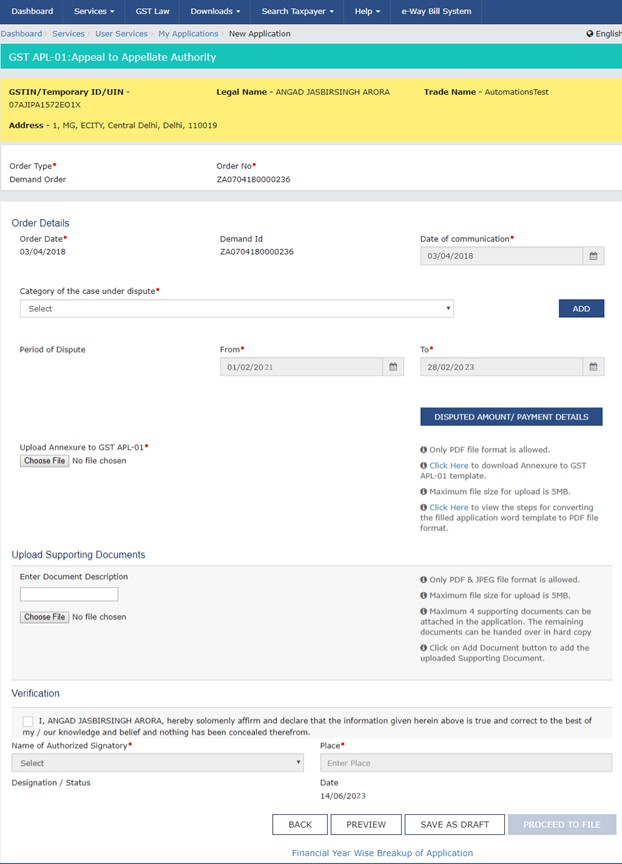 Dashboard Services GST Law Downloads Search Taxpayer Help e-Way Bill System
Dashboard › Services › User Services › My Applications › New Application English
GST APL-01:Appeal to Appellate Authority
GSTIN/Temporary ID/UIN - Legal Name - ANGAD JASBIRSINGH ARORA Trade Name - AutomationsTest
07AJIPA1572EO1X
Address - 1, MG, ECITY, Central Delhi, Delhi, 110019
Order Type* Order No*
Demand Order ZA0704180000236
Order Details
Order Date* Demand Id Date of communication*
03/04/2018 ZA0704180000236 03/04/2018
Category of the case under dispute*
Select ADD
Period of Dispute From* To*
01/02/2021 28/02/2023
DISPUTED AMOUNT/ PAYMENT DETAILS
Upload Annexure to GST APL-01*
Choose File No file chosen
Only PDF file format is allowed.
Click Here to download Annexure to GST
APL-01 template.
Maximum file size for upload is 5MB.
Click Here to view the steps for converting
the filled application word template to PDF file
format.
Upload Supporting Documents
Enter Document Description
Choose File No file chosen
Only PDF & JPEG file format is allowed.
Maximum file size for upload is 5MB.
Maximum 4 supporting documents can be
attached in the application. The remaining
documents can be handed over in hard copy
Click on Add Document button to add the
uploaded Supporting Document.
Verification
I, ANGAD JASBIRSINGH ARORA, hereby solomenly affirm and declare that the information given herein above is true and correct to the best of
my / our knowledge and belief and nothing has been concealed therefrom.
Name of Authorized Signatory* Place*
Select Enter Place
Designation / Status Date
14/06/2023
BACK PREVIEW SAVE AS DRAFT PROCEED TO FILE
Financial Year Wise Breakup of Application